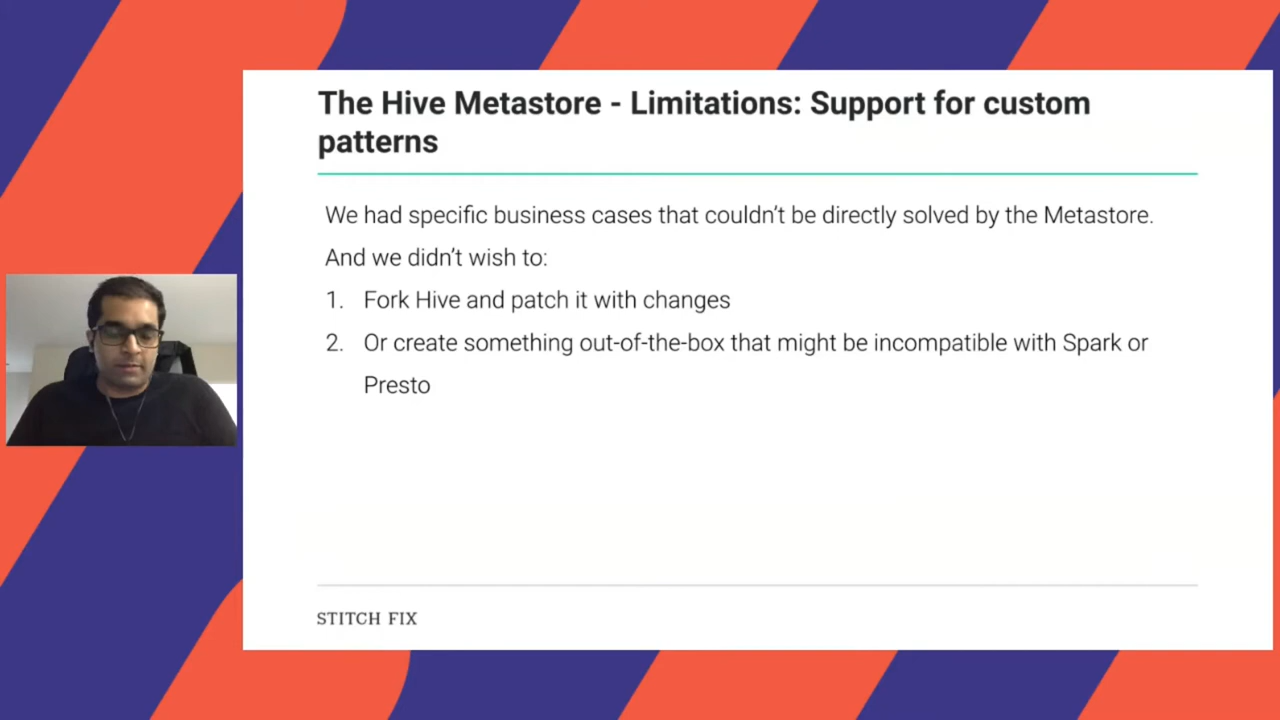 The Hive Metastore - Limitations: Support for custom
patterns
We had specific business cases that couldn’t be directly solved by the Metastore.
And we didn’t wish to:
1. Fork Hive and patch it with changes
2. Or create something out-of-the-box that might be incompatible with Spark or
Presto
STITCH FIX